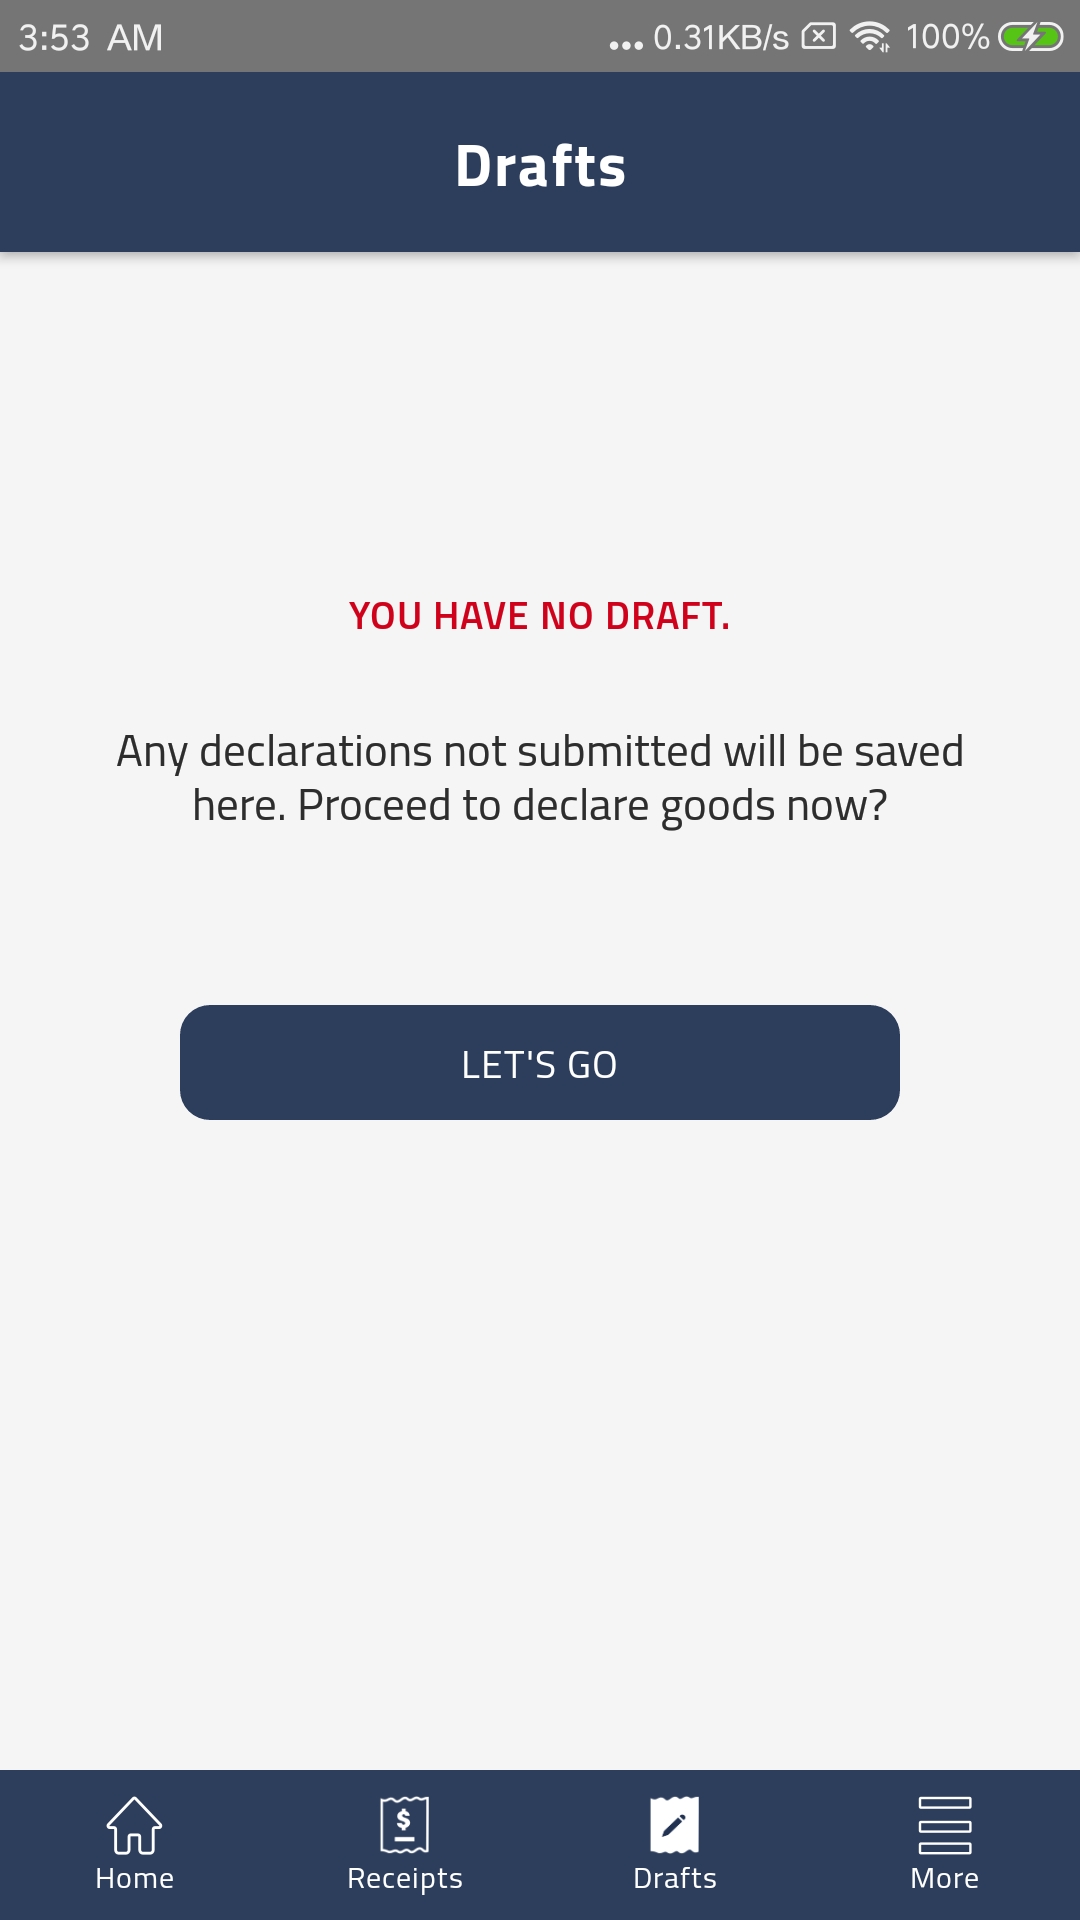 3:53 AM
... 0.31KB/s 100%
Drafts
YOU HAVE NO DRAFT.
Any declarations not submitted will be saved
here. Proceed to declare goods now?
LET'S GO
$
Home Receipts Drafts More